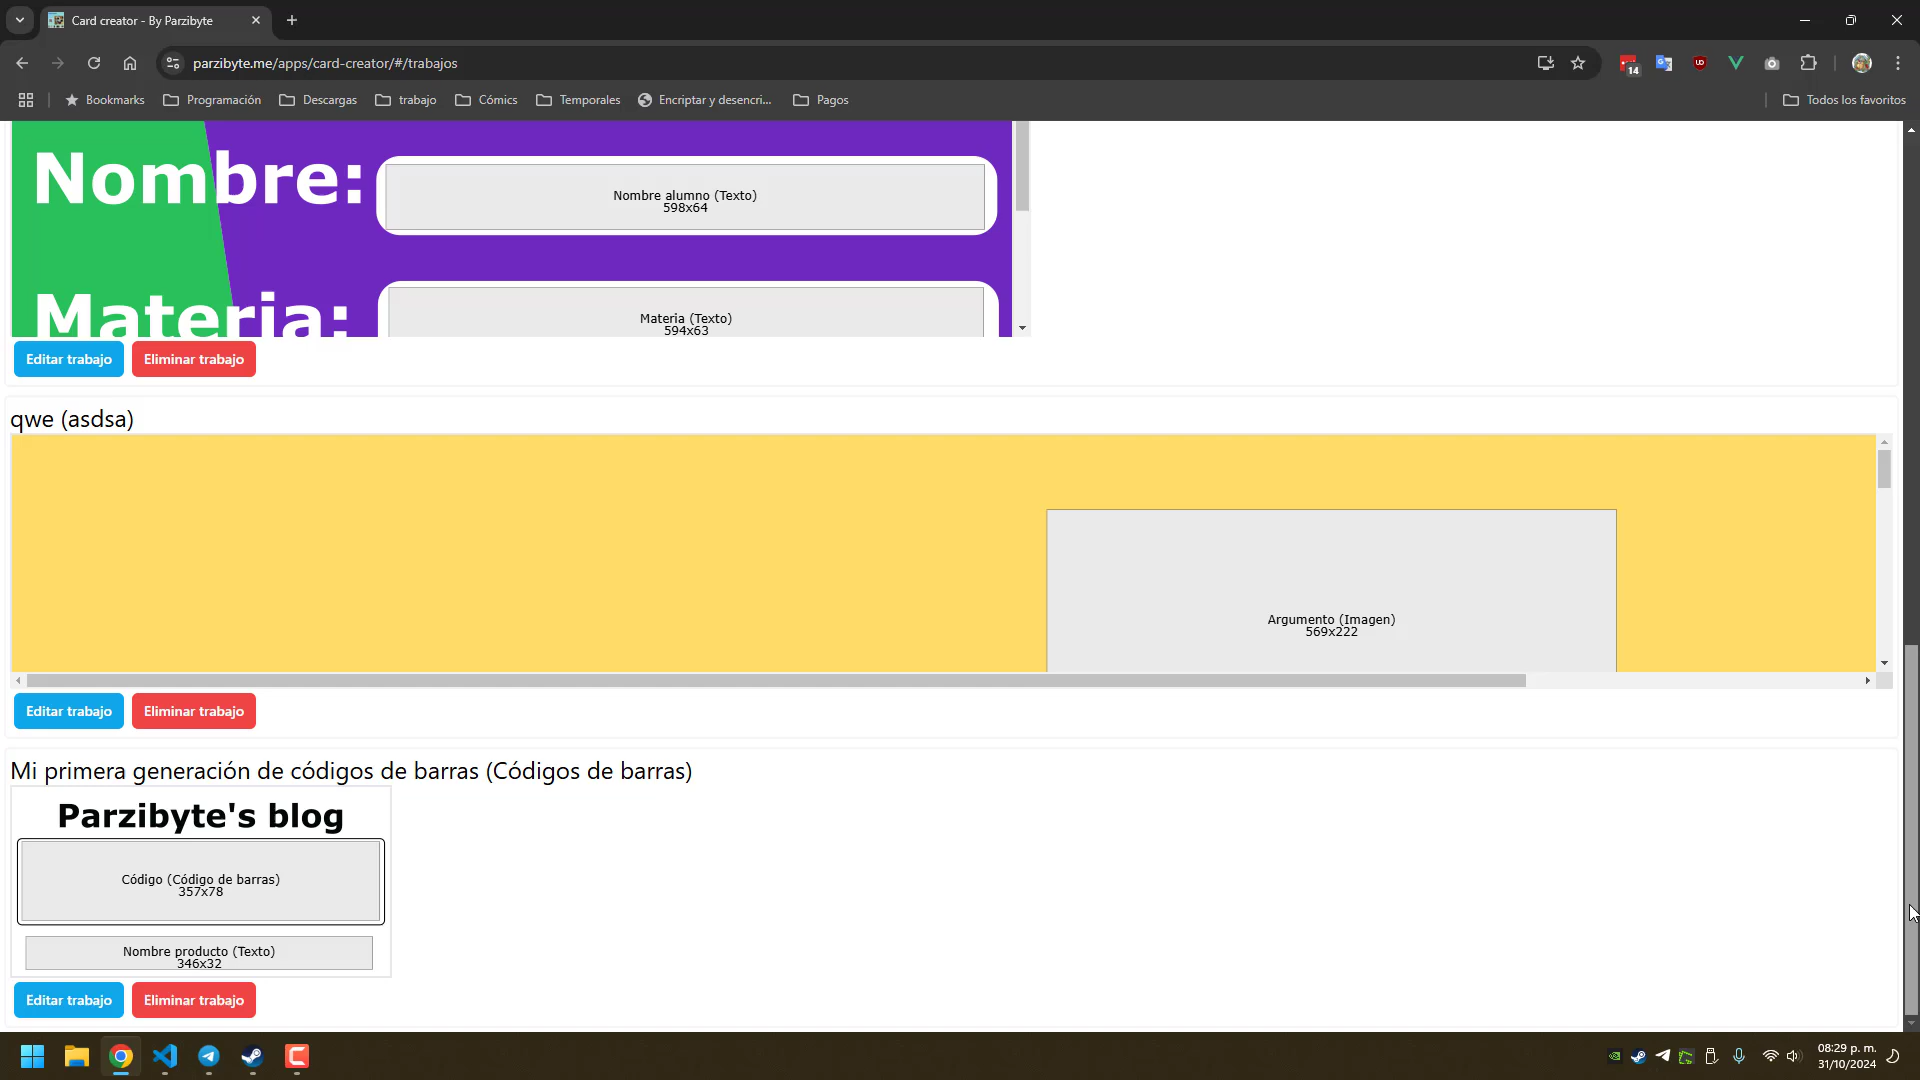 Card creator - By Parzibyte
parzibyte.me/apps/card-creator/#/trabajos
14
Bookmarks
Programación
Descargas
trabajo
Cómics
Temporales
Encriptar y desencri...
Pagos
Todos los favoritos
Nombre:
Nombre alumno (Texto)
598x64
Materia:
Materia (Texto)
594x63
Editar trabajo
Eliminar trabajo
qwe (asdsa)
Argumento (Imagen)
569x222
Editar trabajo
Eliminar trabajo
Mi primera generación de códigos de barras (Códigos de barras)
Parzibyte's blog
Código (Código de barras)
357x78
Nombre producto (Texto)
346x32
Editar trabajo
Eliminar trabajo
08:29 p. m.
31/10/2024